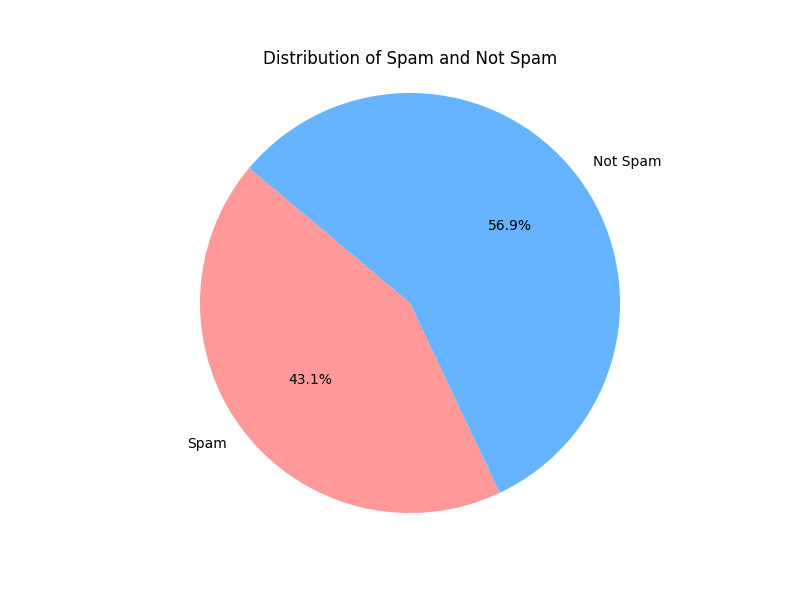 Distribution of Spam and Not Spam
Not Spam
56.9%
43.1%
Spam